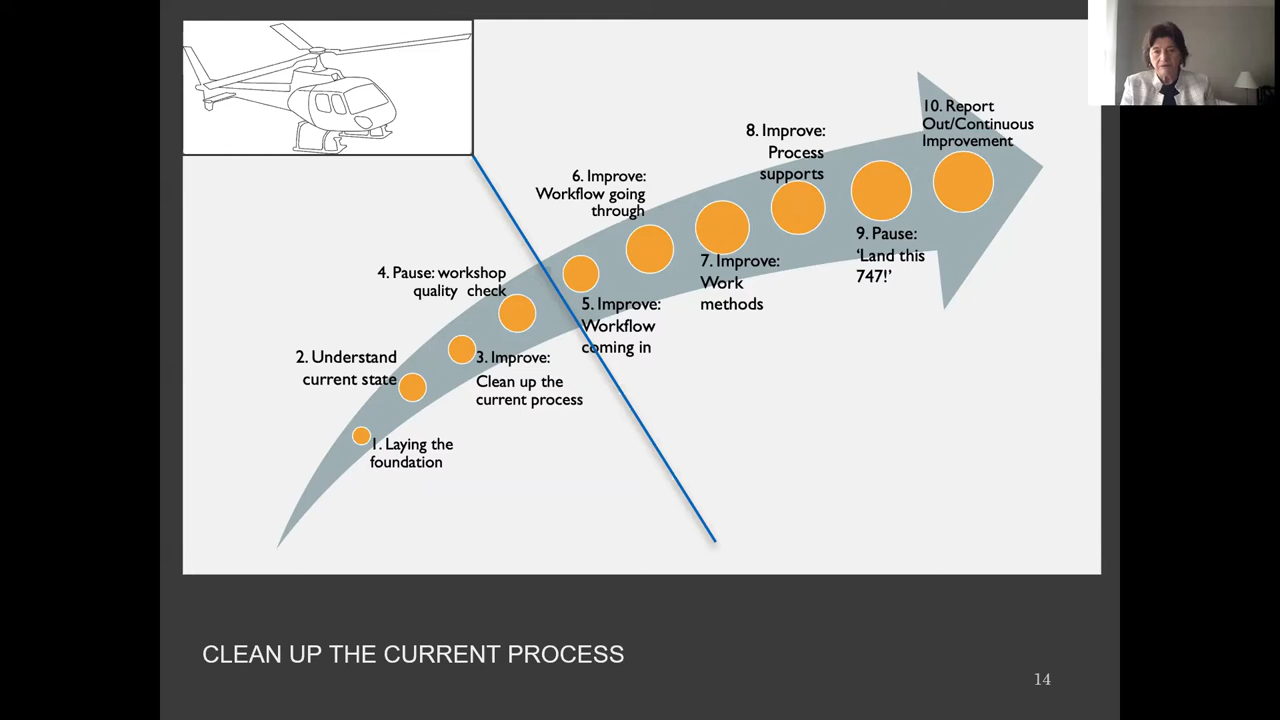 10. Report
Out/Continuous
Improvement
8. Improve:
Process
supports
6. Improve:
Workflow going
through
9. Pause:
‘Land this
747!’
7. Improve:
Work
methods
4. Pause: workshop
quality check
5. Improve:
Workflow
coming in
2. Understand
current state
3. Improve:
Clean up the
current process
1. Laying the
foundation
CLEAN UP THE CURRENT PROCESS
14